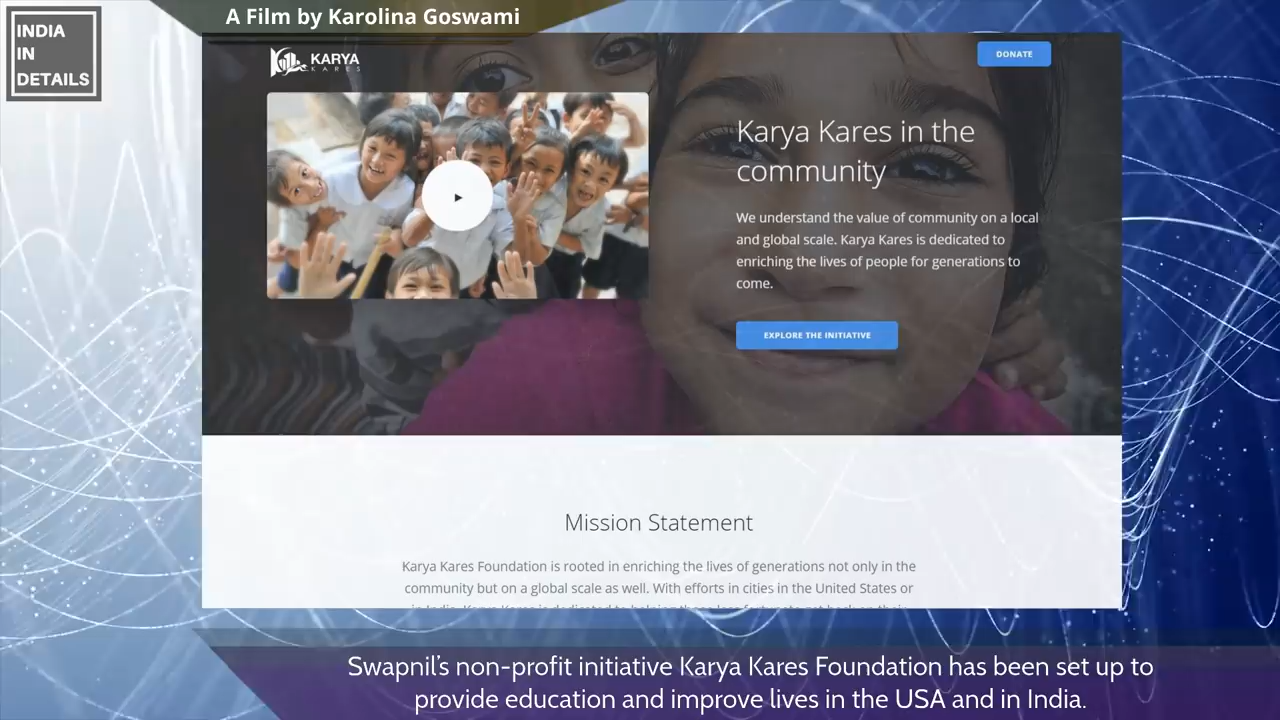 A Film by Karolina Goswami
INDIA
IN
DETAILS
KARYA
KARES
DONATE
Karya Kares in the
community
We understand the value of community on a local
and global scale. Karya Kares is dedicated to
enriching the lives of people for generations to
come.
EXPLORE THE INITIATIVE
Mission Statement
Karya Kares Foundation is rooted in enriching the lives of generations not only in the
community but on a global scale as well. With efforts in cities in the United States or
Swapnil's non-profit initiative Karya Kares Foundation has been set up to
provide education and improve lives in the USA and in India.